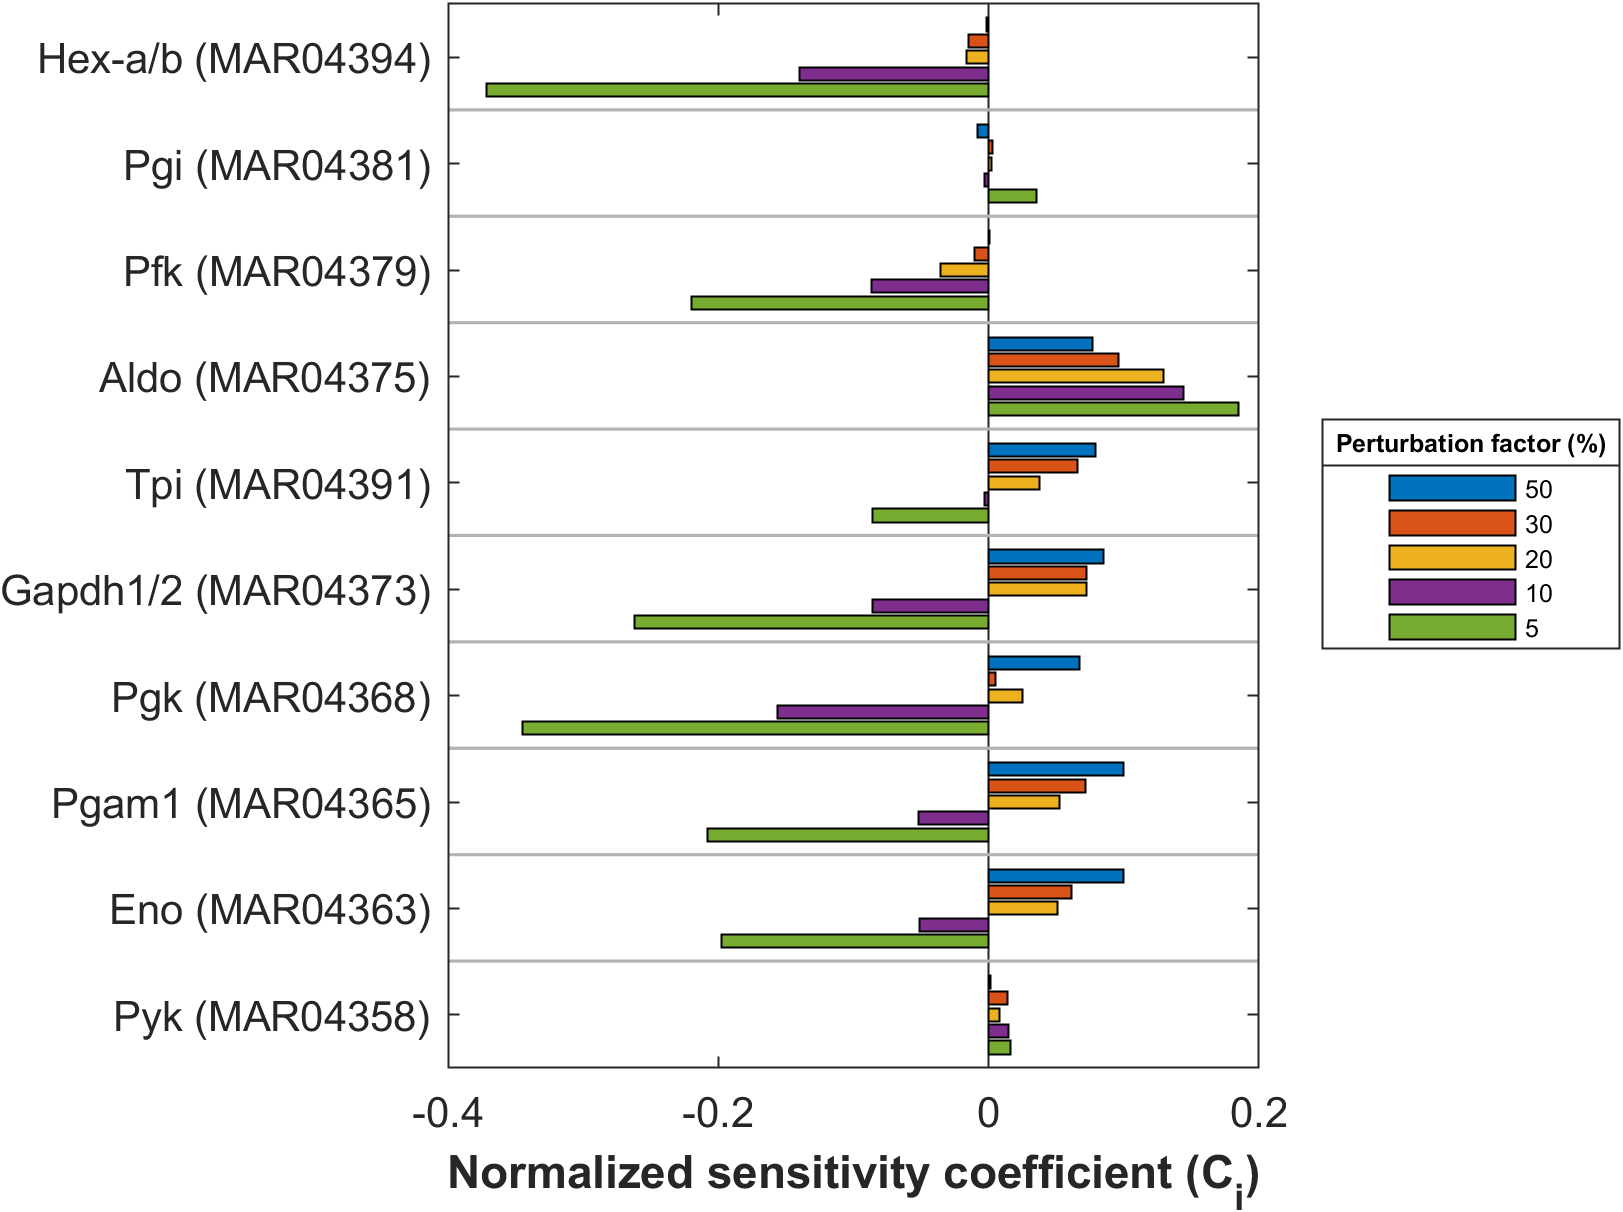 Hex-a/b (MAR04394)
Pgi (MAR04381)
Pfk (MAR04379)
Aldo (MAR04375)
Tpi (MAR04391)
Gapdh1/2 (MAR04373)
Pgk (MAR04368)
Pgam1 (MAR04365)
Eno (MAR04363)
Pyk (MAR04358)
-0.4 -0.2 0 0.2
Normalized sensitivity coefficient (Ci)
Perturbation factor (%)
50
30
20
10
5